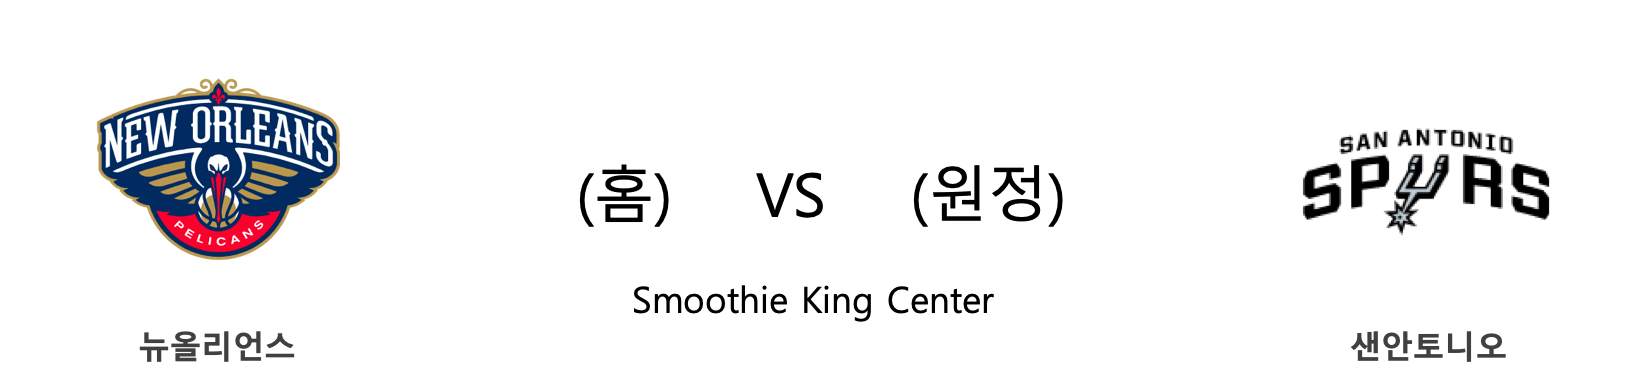 NEW ORLEANS
PELICANS
(홈) VS (원정)
Smoothie King Center
SAN ANTONIO
SPURS
뉴올리언스
샌안토니오